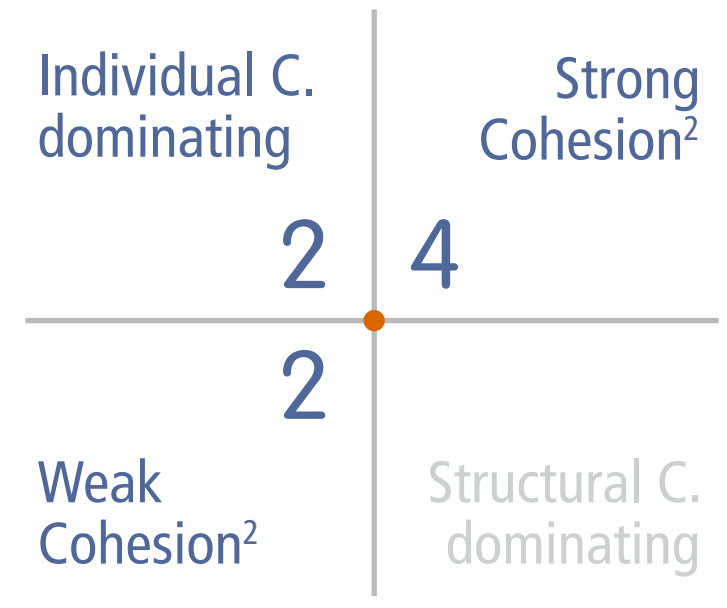 Individual C.
dominating
2
Strong
Cohesion²
4
2
Weak
Cohesion²
Structural C.
dominating